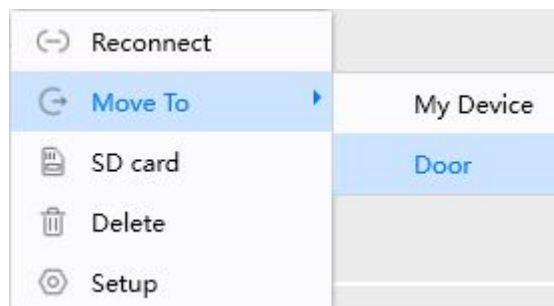 Reconnect
Move To
My Device
SD card
Door
Delete
Setup